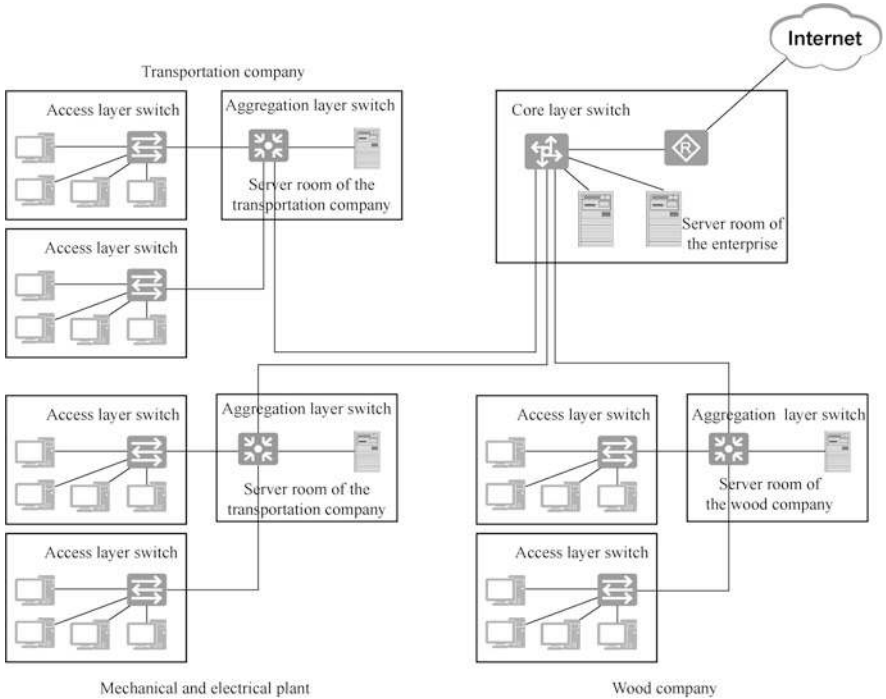 Internet
Transportation company
Access layer switch
Aggregation layer switch
Core layer switch
Server room of the
transportation company
Server room of
the enterprise
Access layer switch
Access layer switch
Aggregation layer switch
Server room of the
transportation company
Access layer switch
Aggregation layer switch
Server room of
the wood company
Access layer switch
Access layer switch
Mechanical and electrical plant
Wood company
R